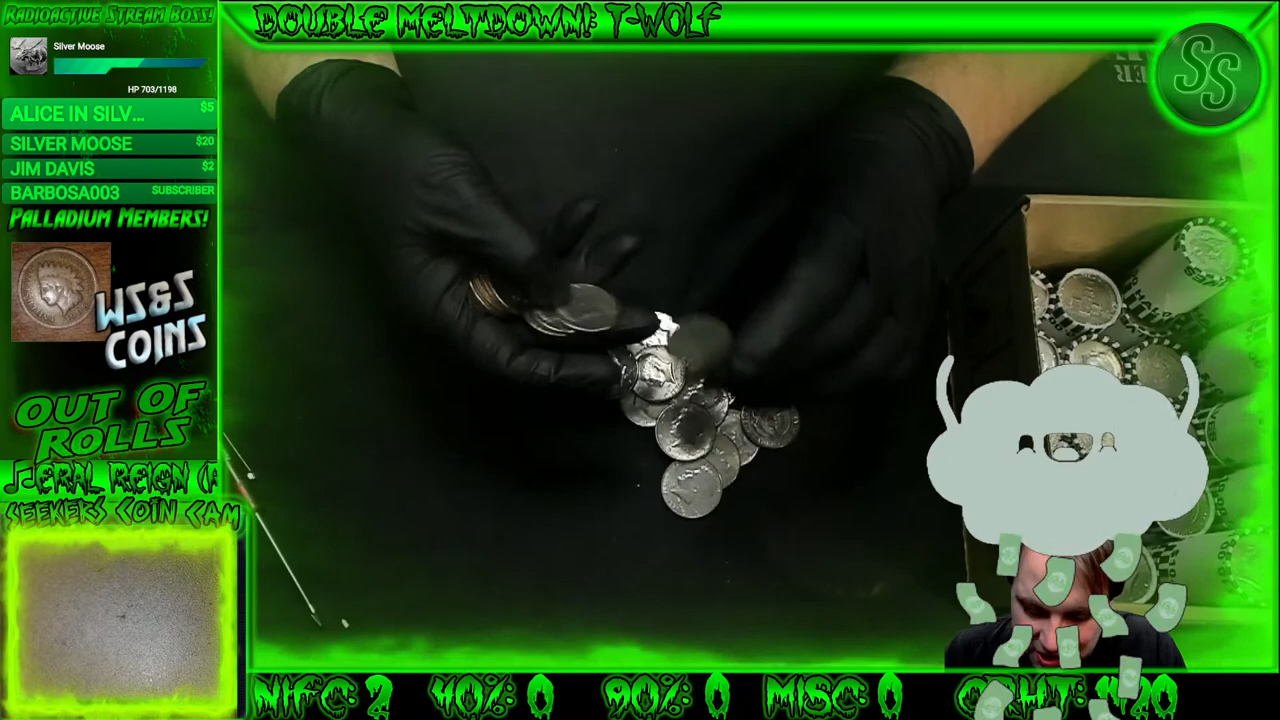 RADIOACTIVE STREAM BOSS!
Silver Moose
HP 703/1198
ALICE IN SILV... $5
SILVER MOOSE $20
JIM DAVIS $2
BARBOSA003 SUBSCRIBER
PALLADIUM MEMBERS!
WS&S
COINS
OUT OF
ROLLS
♫ERAL REIGN (F
SEEKERS COIN CAM
DOUBLE MELTDOWN!: T-WOLF
SS
NIFC: 2 40%: 0 90%: 0 MISC: 0